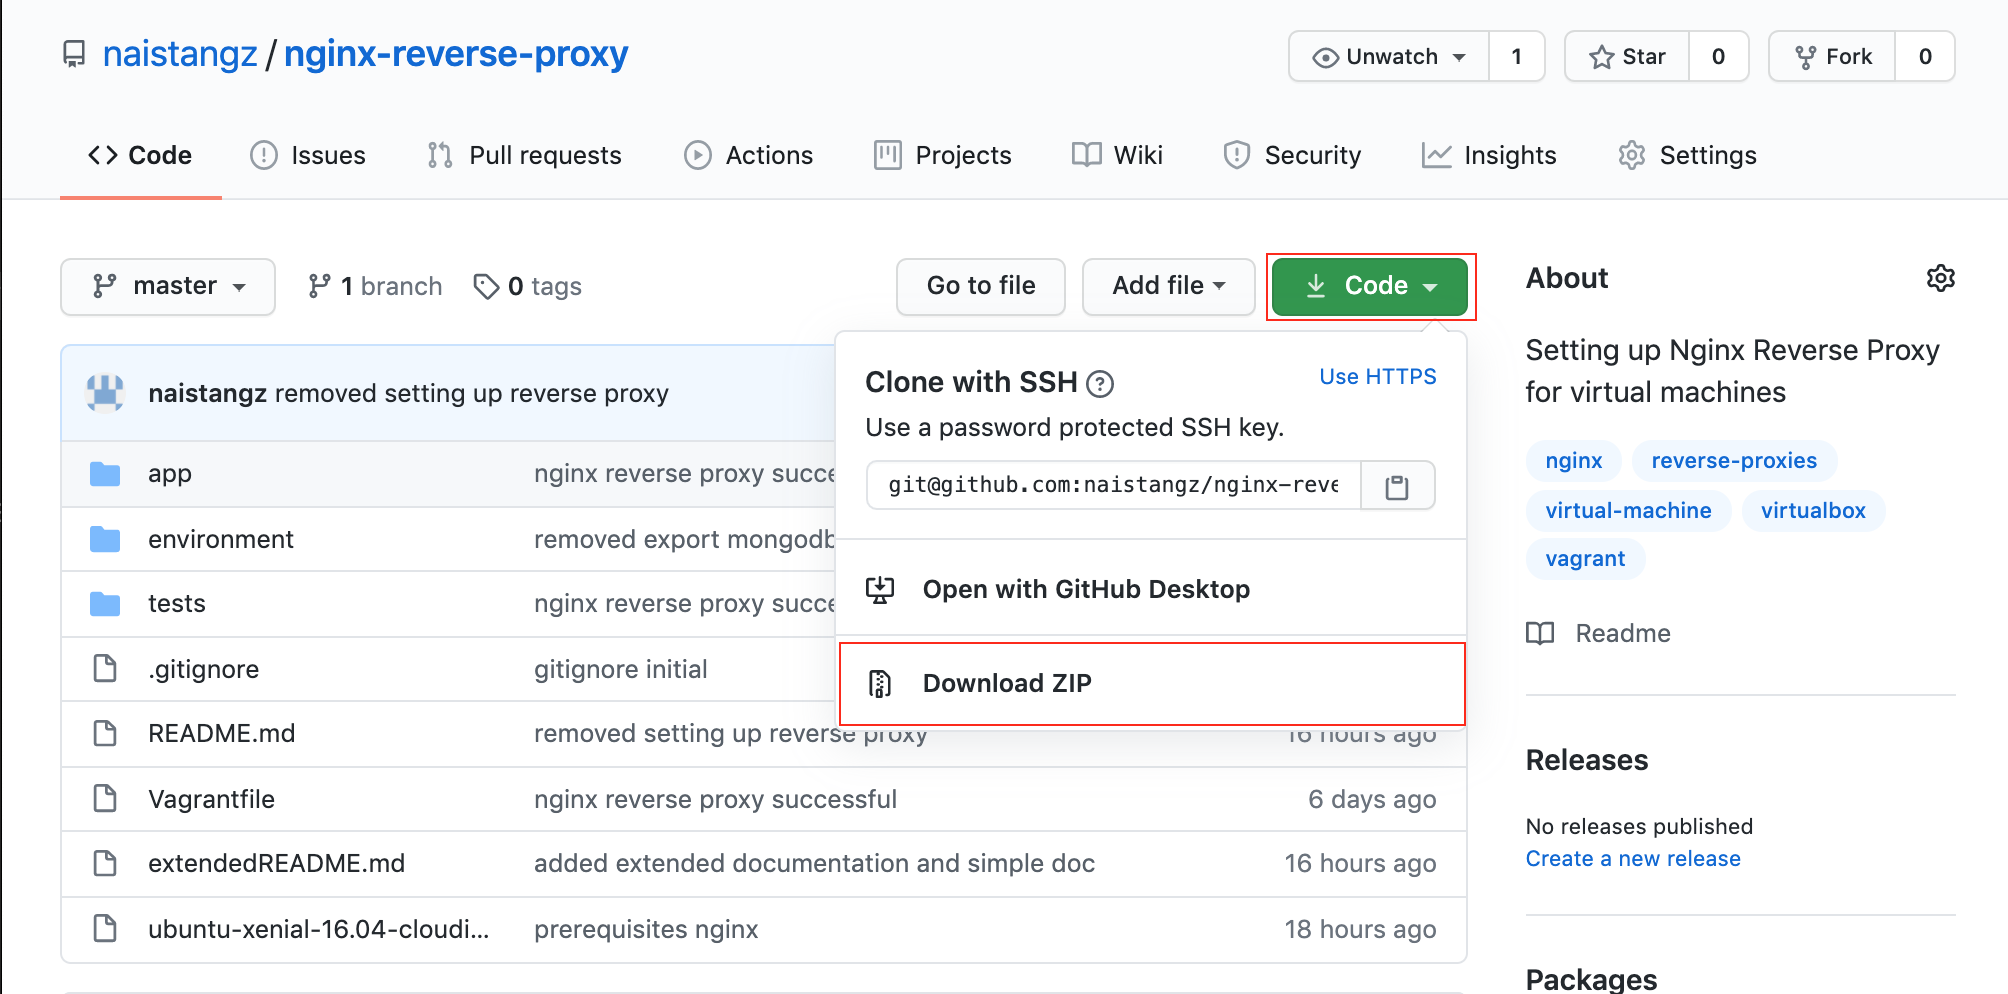 naistangz / nginx-reverse-proxy
Unwatch 1
Star 0
Fork 0
Code
Issues
Pull requests
Actions
Projects
Wiki
Security
Insights
Settings
master
1 branch
0 tags
Go to file
Add file
Code
naistangz removed setting up reverse proxy
app nginx reverse proxy succe
environment removed export mongodb
tests nginx reverse proxy succe
.gitignore gitignore initial
README.md removed setting up reverse proxy 16 hours ago
Vagrantfile nginx reverse proxy successful 6 days ago
extendedREADME.md added extended documentation and simple doc 16 hours ago
ubuntu-xenial-16.04-cloudi... prerequisites nginx 18 hours ago
Clone with SSH ?
Use HTTPS
Use a password protected SSH key.
git@github.com:naistangz/nginx-reve
Open with GitHub Desktop
Download ZIP
About
Setting up Nginx Reverse Proxy
for virtual machines
nginx reverse-proxies
virtual-machine virtualbox
vagrant
Readme
Releases
No releases published
Create a new release
Packages